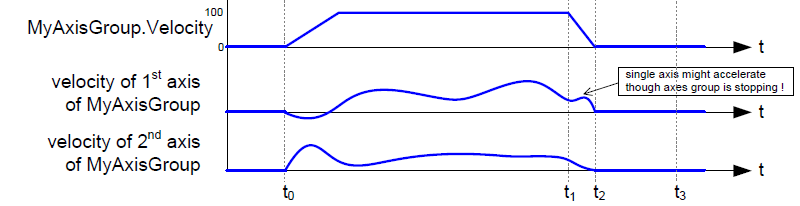 100
MyAxisGroup.Velocity
0
t
velocity of 1st axis
of MyAxisGroup
single axis might accelerate
though axes group is stopping !
t
velocity of 2nd axis
of MyAxisGroup
t
t0 t1 t2 t3